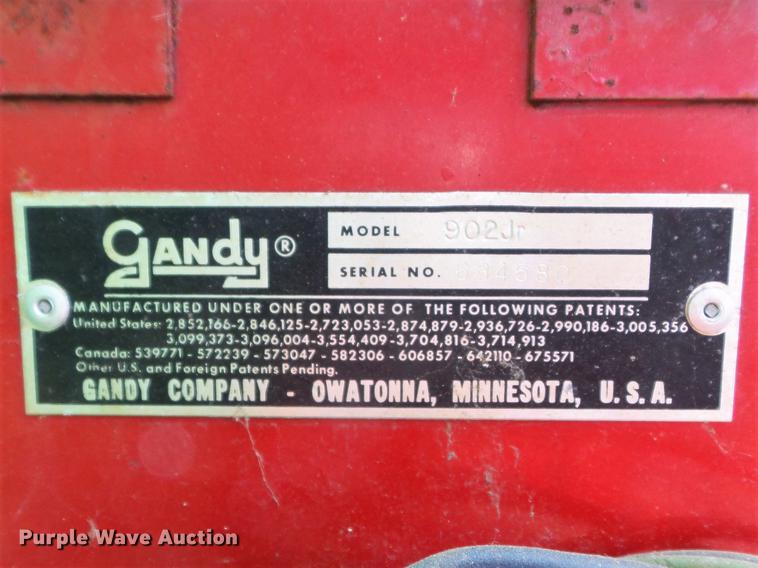 gandy®
MODEL 902Jr
SERIAL NO.
MANUFACTURED UNDER ONE OR MORE OF THE FOLLOWING PATENTS:
United States: 2,852,166-2,846,125-2,723,053-2,874,879-2,936,726-2,990,186-3,005,356
3,099,373-3,096,004-3,554,409-3,704,816-3,714,913
Canada: 539771 - 572239 - 573047 - 582306 - 606857 - 642110 - 675571
Other U.S. and Foreign Patents Pending.
GANDY COMPANY - OWATONNA, MINNESOTA, U.S.A.
Purple Wave Auction